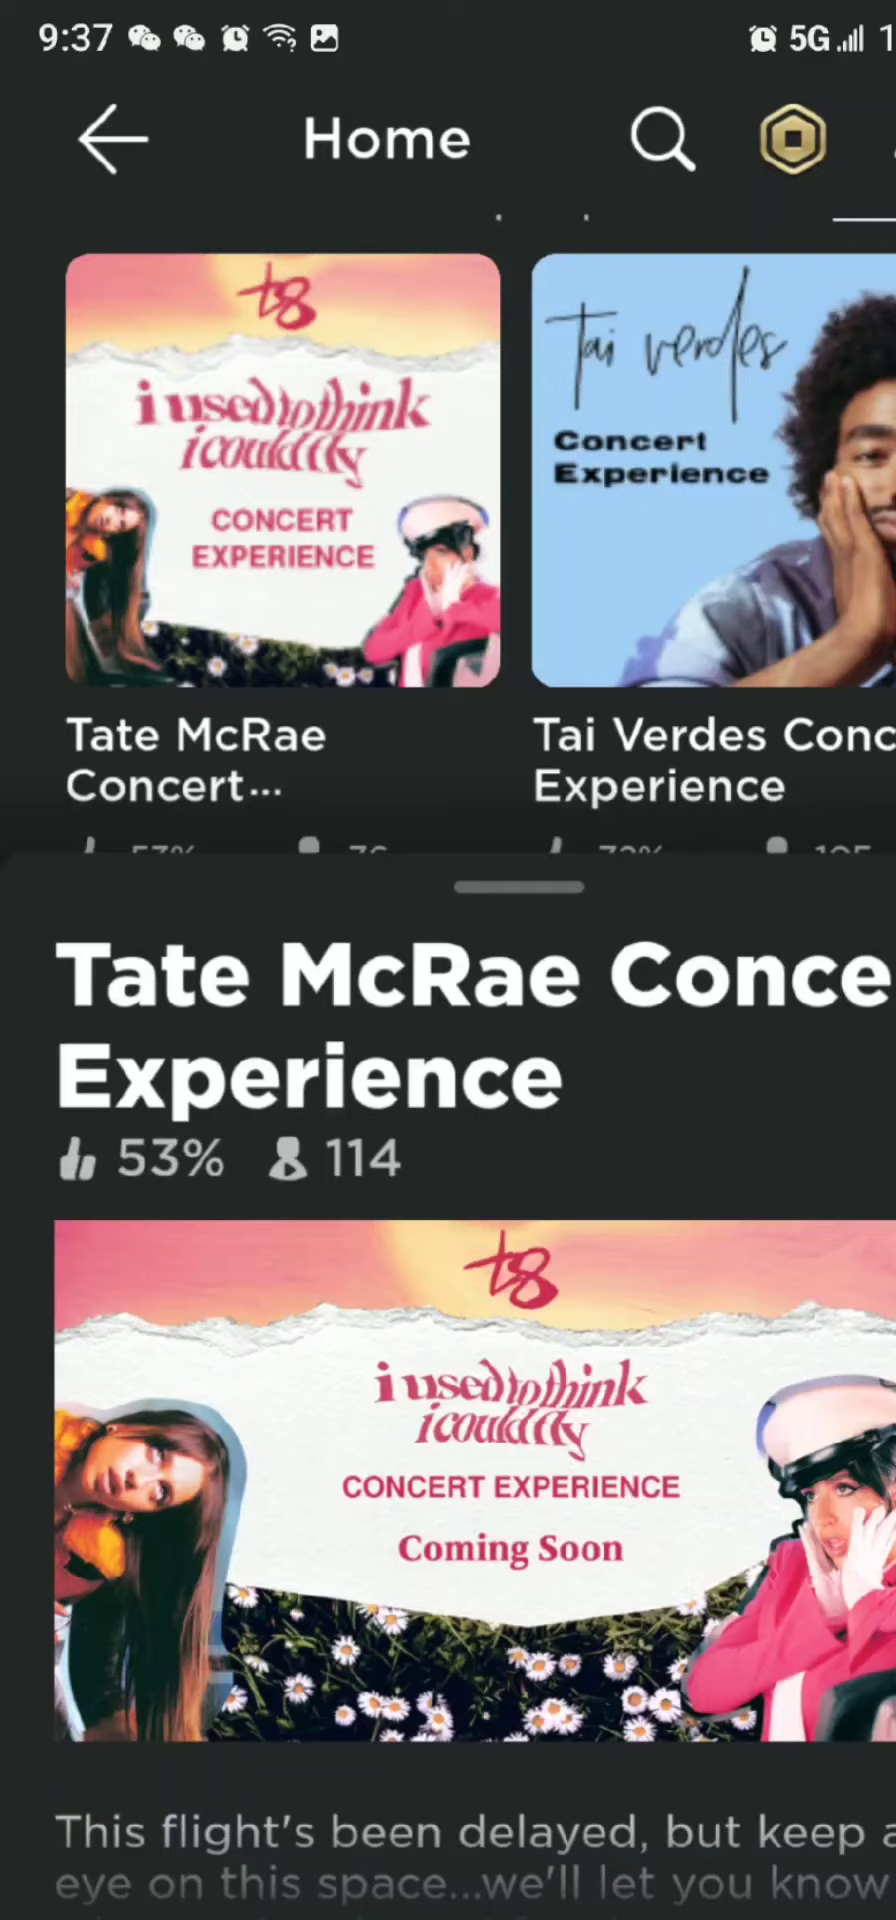 9:37 5G
Home
t8
i used to think
i could fly
CONCERT
EXPERIENCE
Tai verdes
Concert
Experience
Tate McRae
Concert...
Tai Verdes Conc
Experience
Tate McRae Conce
Experience
53% 114
t8
i used to think
i could fly
CONCERT EXPERIENCE
Coming Soon
This flight's been delayed, but keep a
eye on this space...we'll let you know